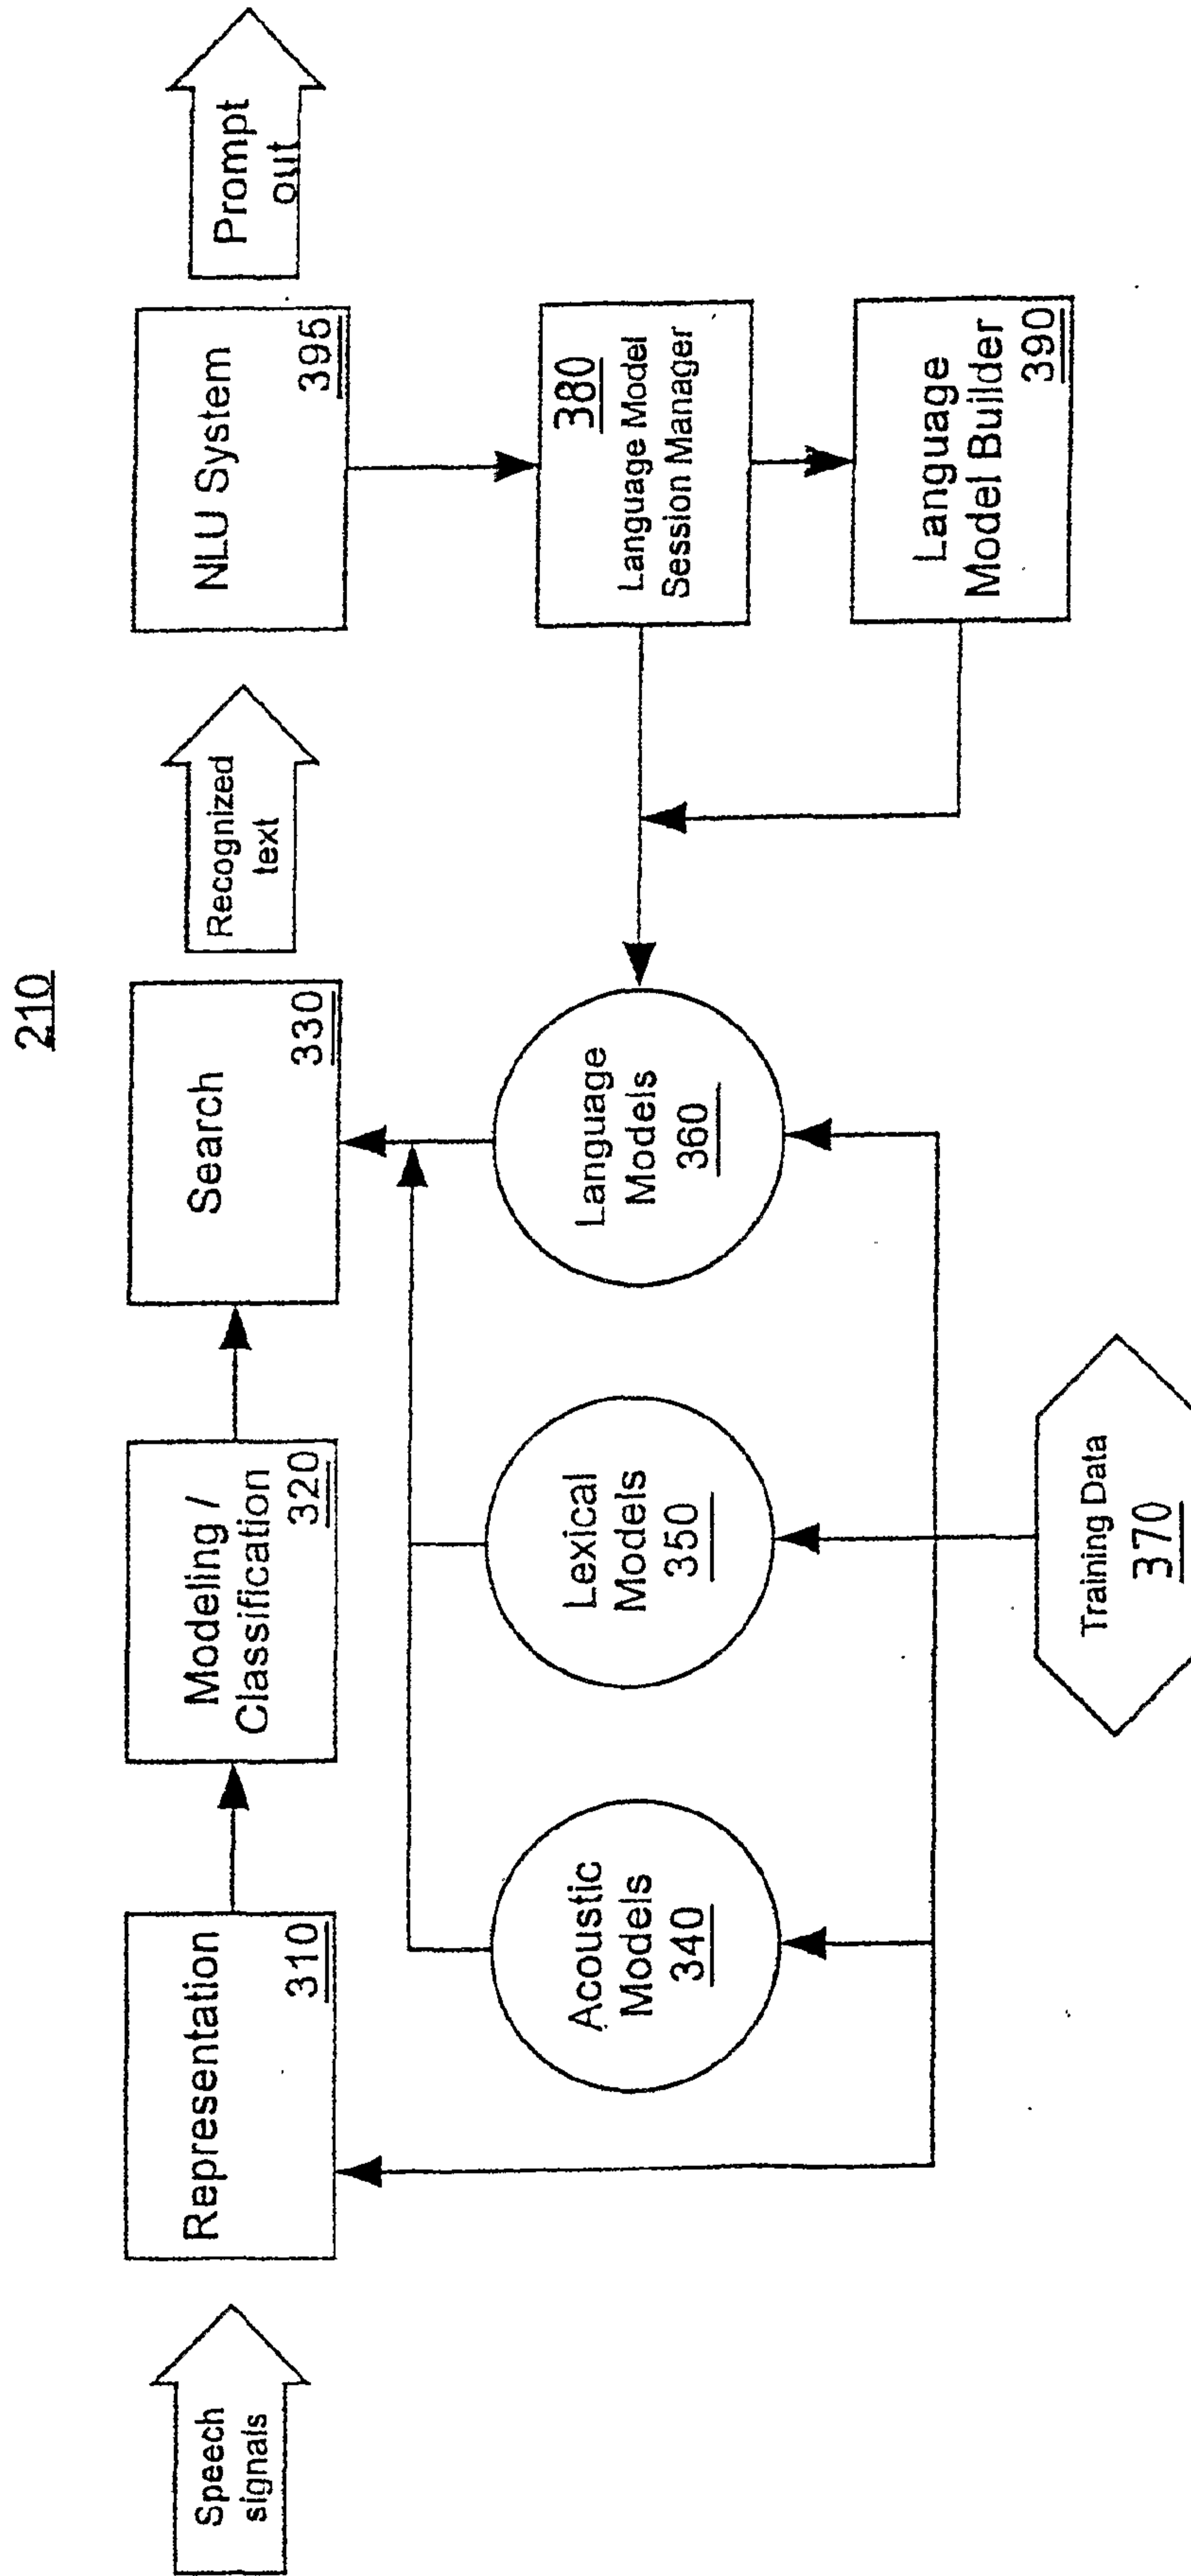 210
Speech
signals
Representation
310
Modeling /
Classification
320
Search
330
Recognized
text
NLU System
395
Prompt
out
Acoustic
Models
340
Lexical
Models
350
Language
Models
360
380
Language Model
Session Manager
Language
Model Builder
390
Training Data
370